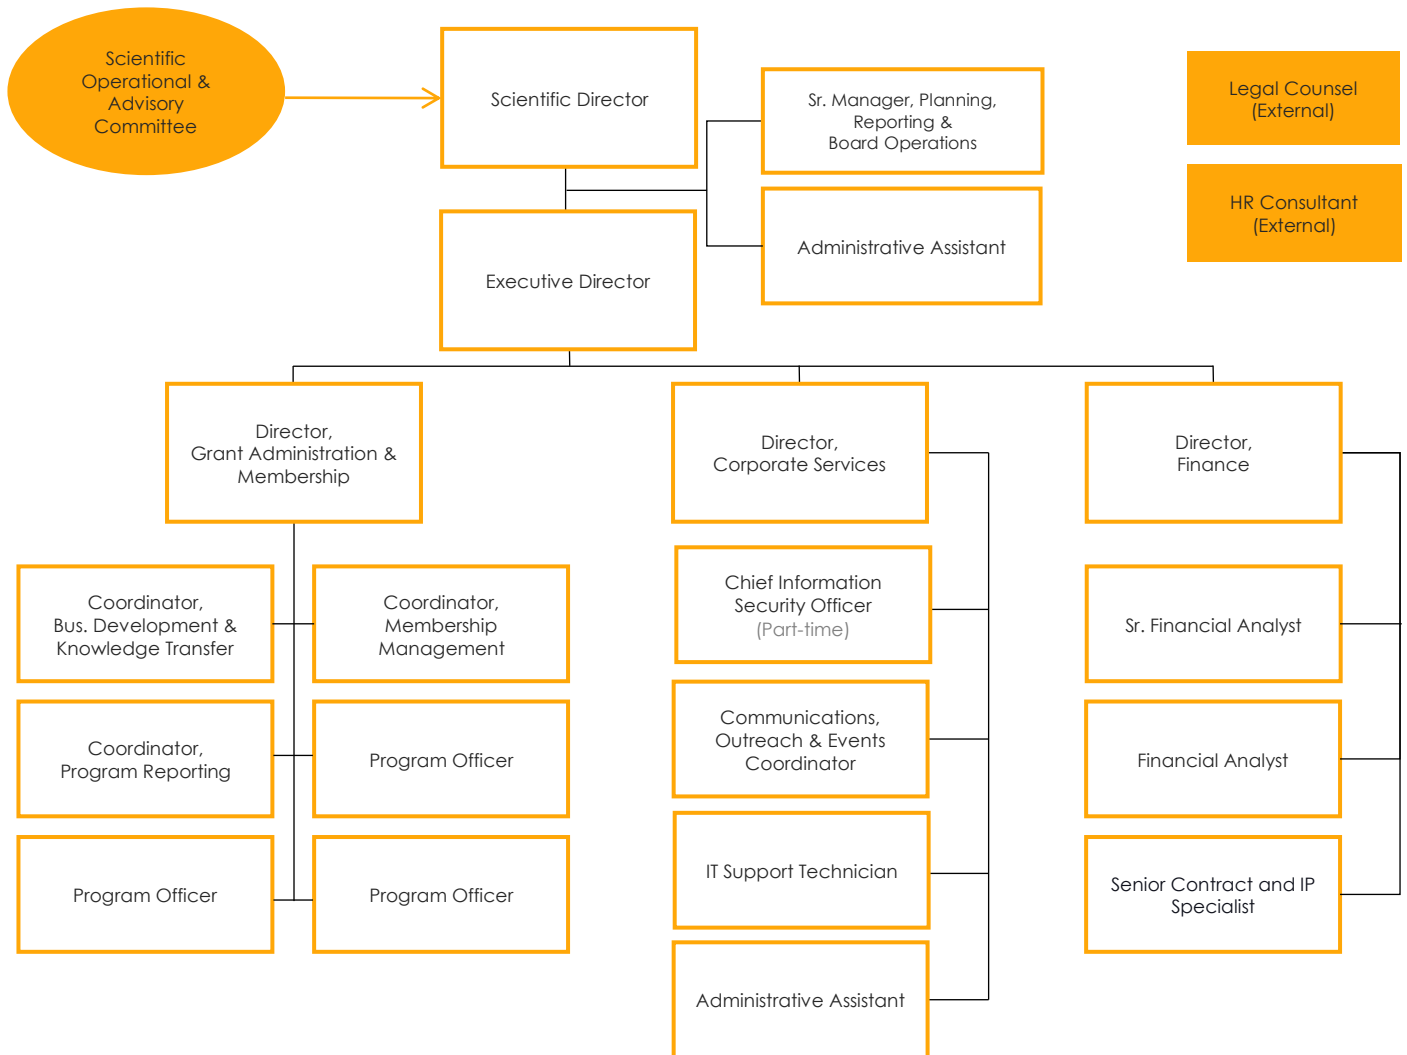 Scientific
Operational &
Advisory
Committee
Scientific Director
Sr. Manager, Planning,
Reporting &
Board Operations
Legal Counsel
(External)
HR Consultant
(External)
Administrative Assistant
Executive Director
Director,
Grant Administration &
Membership
Director,
Corporate Services
Director,
Finance
Coordinator,
Bus. Development &
Knowledge Transfer
Coordinator,
Membership
Management
Coordinator,
Program Reporting
Program Officer
Program Officer
Program Officer
Chief Information
Security Officer
(Part-time)
Communications,
Outreach & Events
Coordinator
IT Support Technician
Administrative Assistant
Sr. Financial Analyst
Financial Analyst
Senior Contract and IP
Specialist